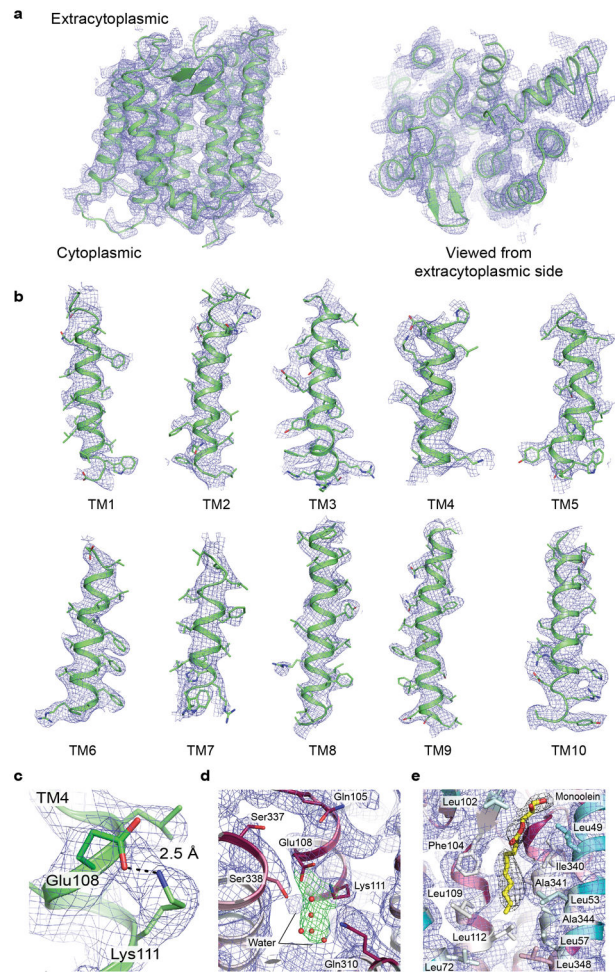 a
Extracytoplasmic
Cytoplasmic
Viewed from
extracytoplasmic side
b
TM1
TM2
TM3
TM4
TM5
TM6
TM7
TM8
TM9
TM10
c
TM4
2.5 Å
Glu108
Lys111
d
Gln105
Ser337
Glu108
Ser338
Lys111
Water
Gln310
e
Monoolein
Leu102
Leu49
Phe104
Ile340
Ala341
Leu109
Leu53
Ala344
Leu112
Leu57
Leu72
Leu348